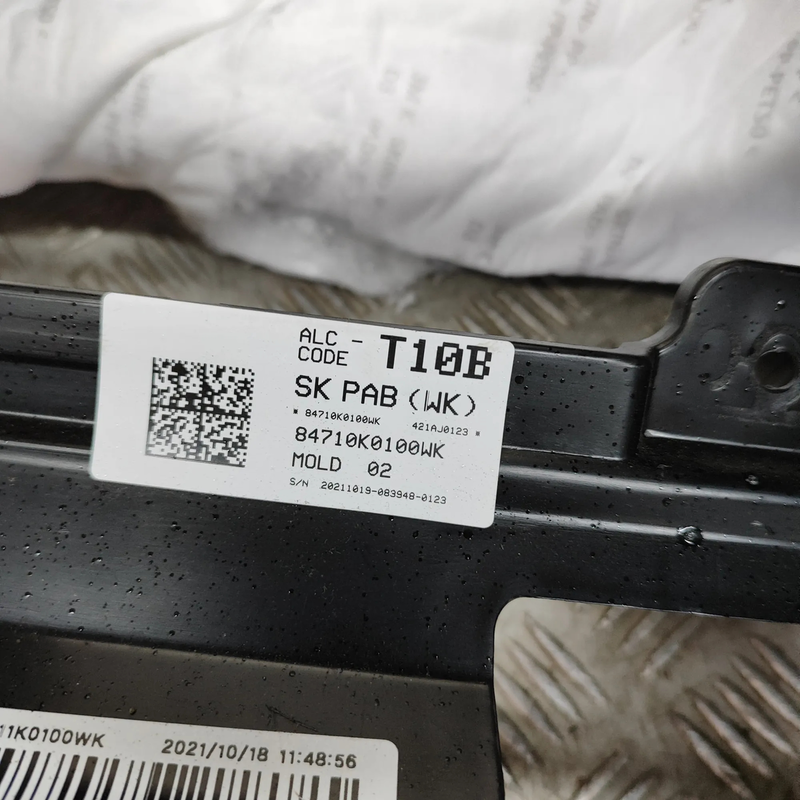 ALC -
CODE
T10B
SK PAB (WK)
* 84710K0100WK 421AJ0123 *
84710K0100WK
MOLD 02
S/N 20211019-083948-0123
11K0100WK 2021/10/18 11:48:56